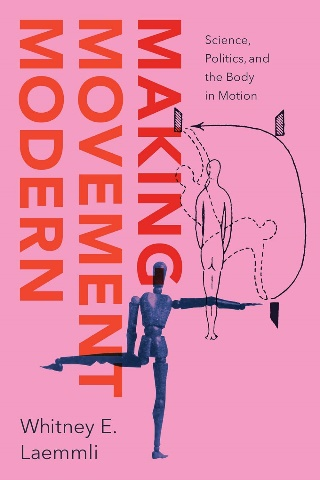 MAKING
MOVEMENT
MODERN
Science,
Politics, and
the Body
in Motion
Whitney E.
Laemmli